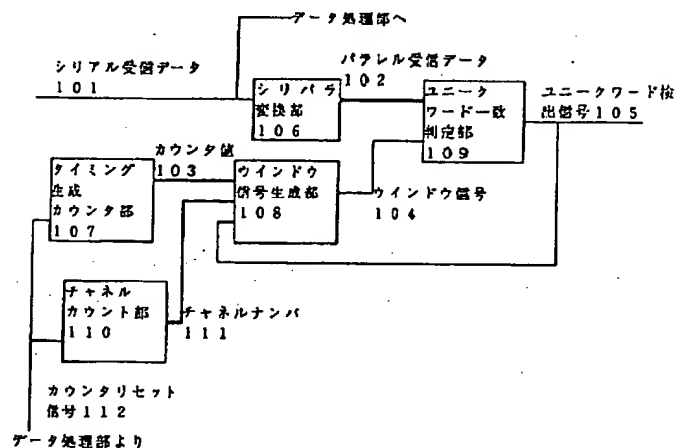 データ処理部へ
シリアル受信データ
101
パラレル受信データ
102
シリパラ
変換部
106
ユニーク
ワード一致
判定部
109
ユニークワード検
出信号105
カウンタ値
103
タイミング
生成
カウンタ部
107
ウインドウ
信号生成部
108
ウインドウ信号
104
チャネル
カウント部
110
チャネルナンバ
111
カウンタリセット
信号112
データ処理部より